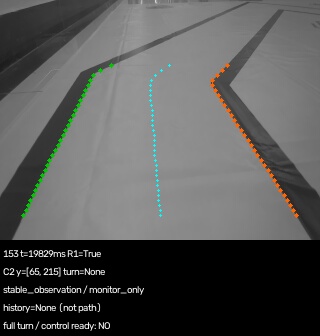 153 t=19829ms R1=True
C2 y=[65, 215] turn=None
stable_observation / monitor_only
history=None (not path)
full turn / control ready: NO